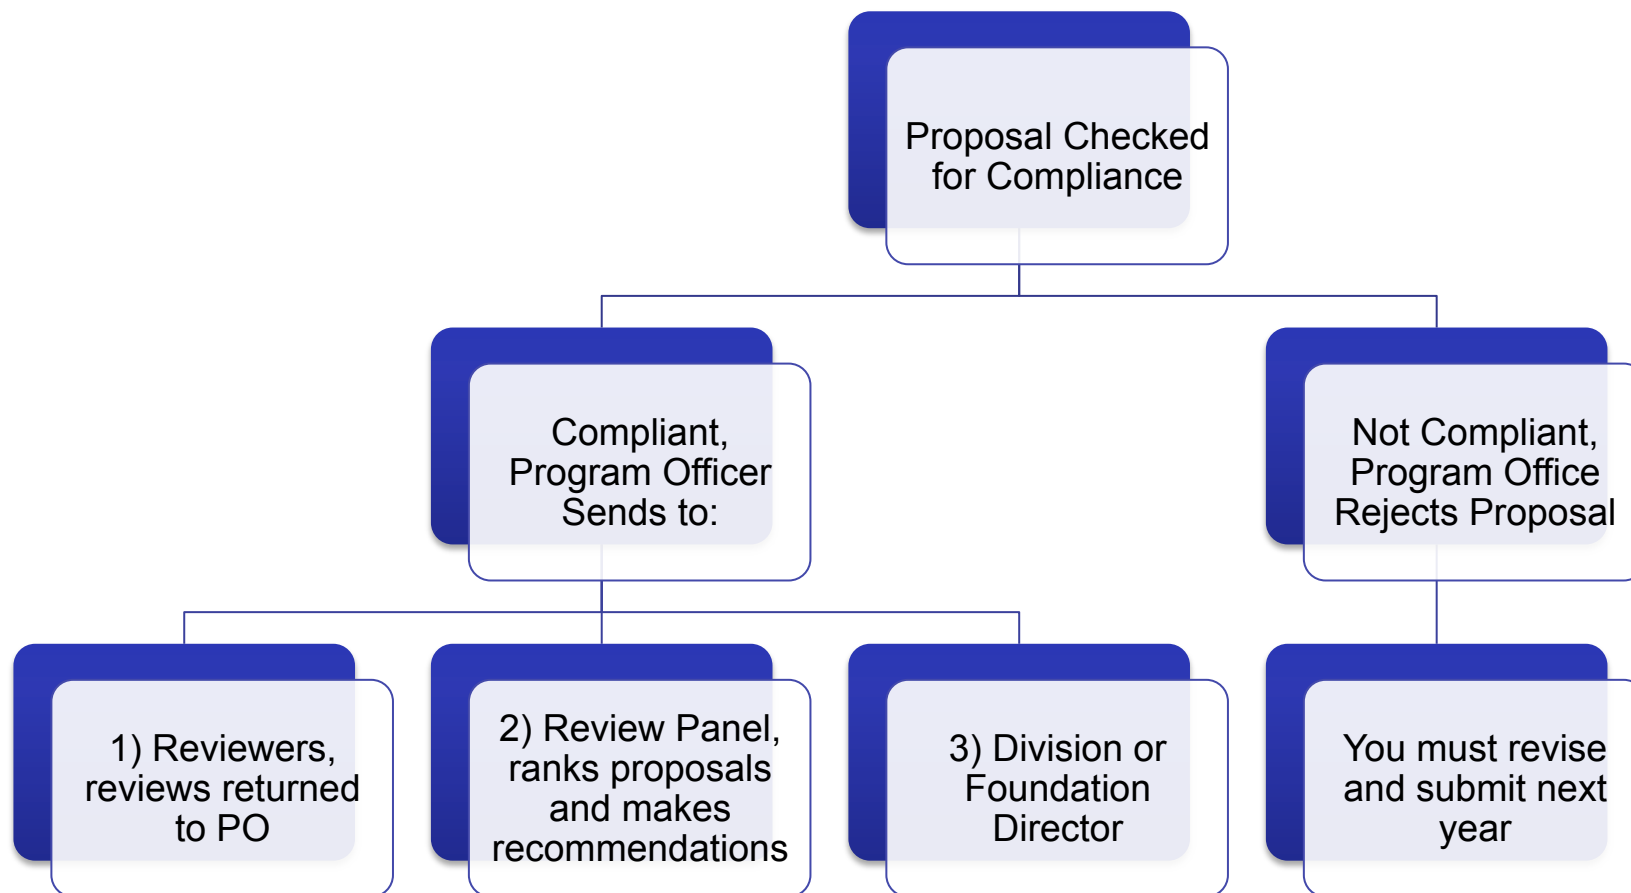 Proposal Checked
for Compliance
Compliant,
Program Officer
Sends to:
Not Compliant,
Program Office
Rejects Proposal
1) Reviewers,
reviews returned
to PO
2) Review Panel,
ranks proposals
and makes
recommendations
3) Division or
Foundation
Director
You must revise
and submit next
year